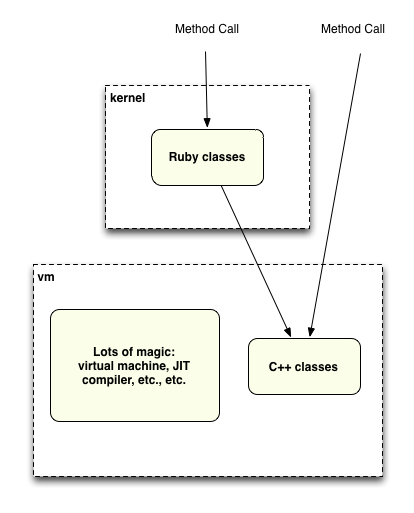 Method Call
Method Call
kernel
Ruby classes
vm
Lots of magic:
virtual machine, JIT
compiler, etc., etc.
C++ classes